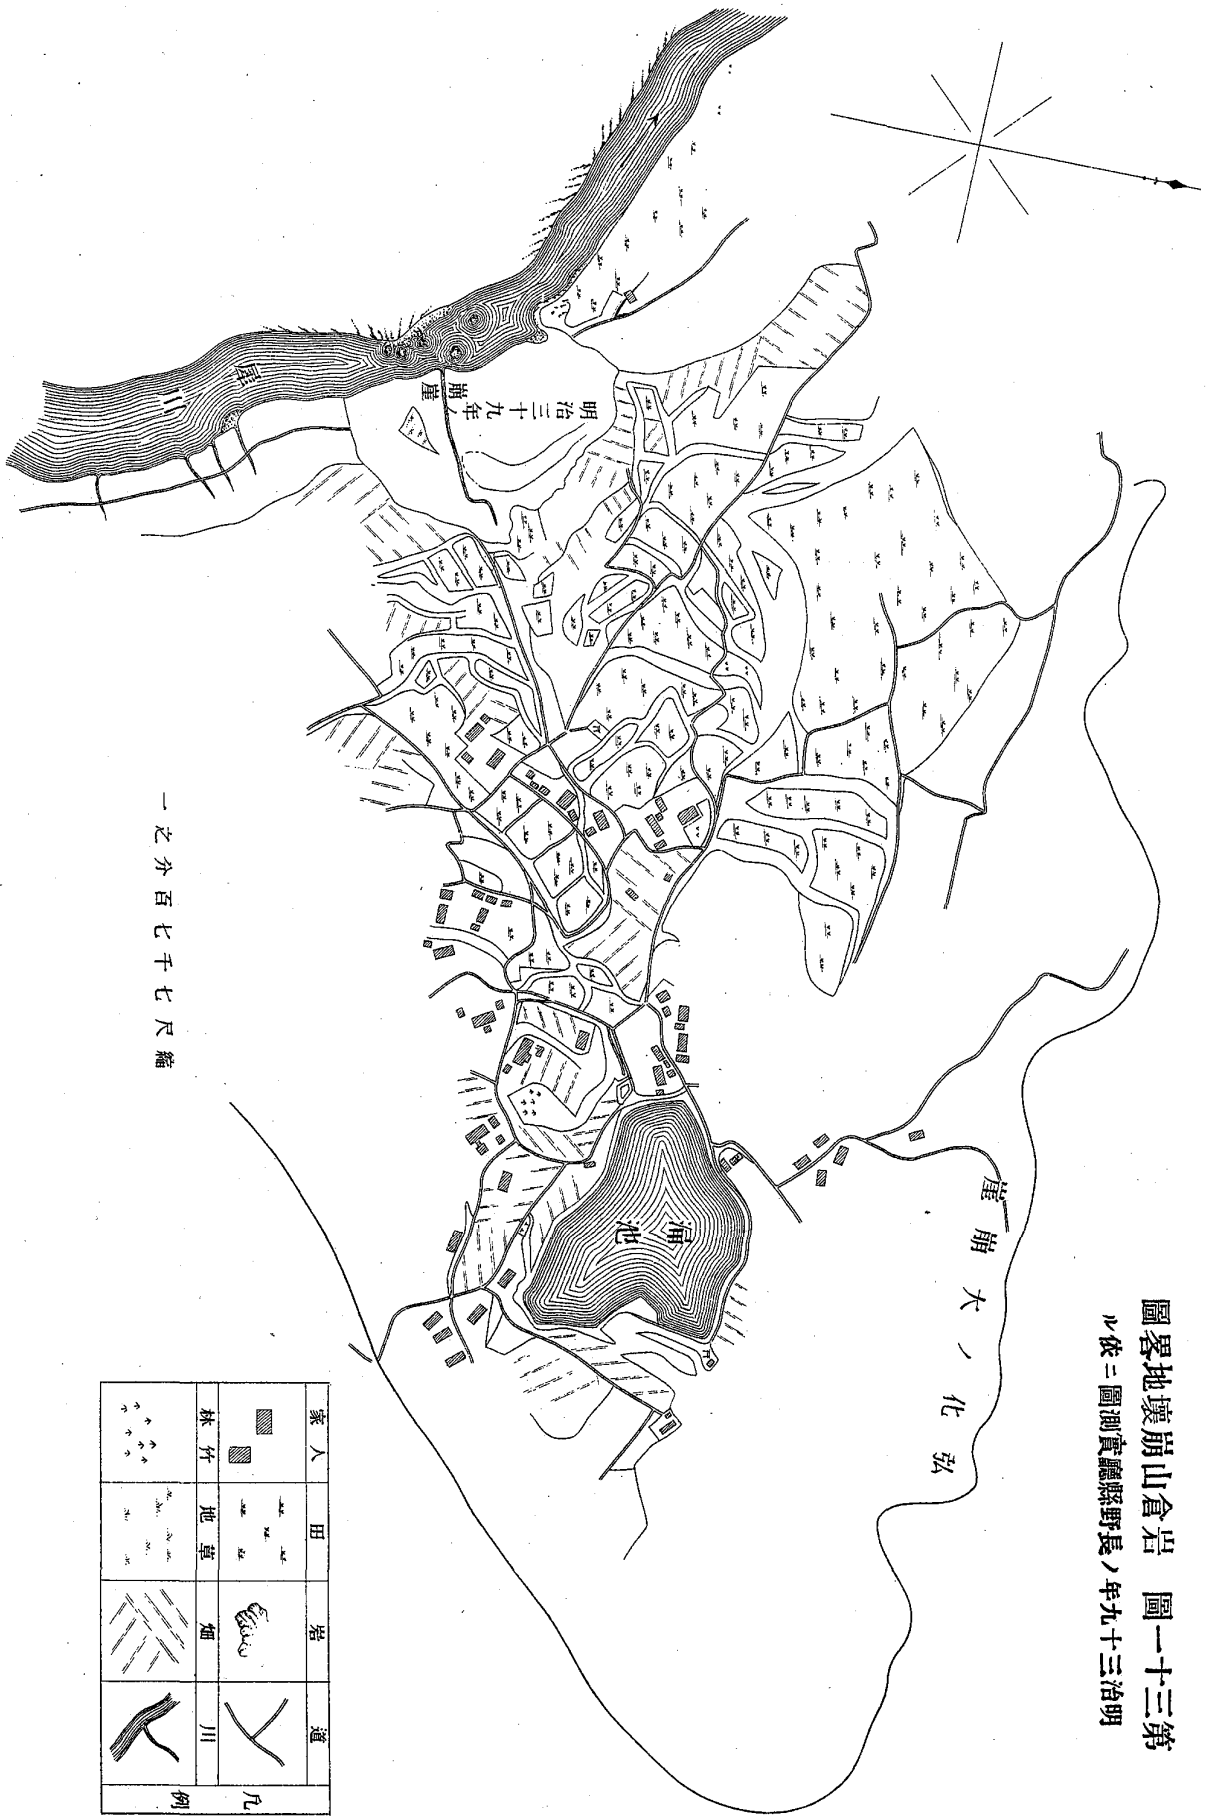 第三十一圖 岩倉山崩壞地畧圖
明治三十九年ノ長野縣廳實測圖ニ依ル
弘化ノ大崩崖
明治三十九年ノ
崩崖
犀川
涌池
縮尺七千七百分之一
凡例
道
岩
田
人家
川
畑
草地
竹林